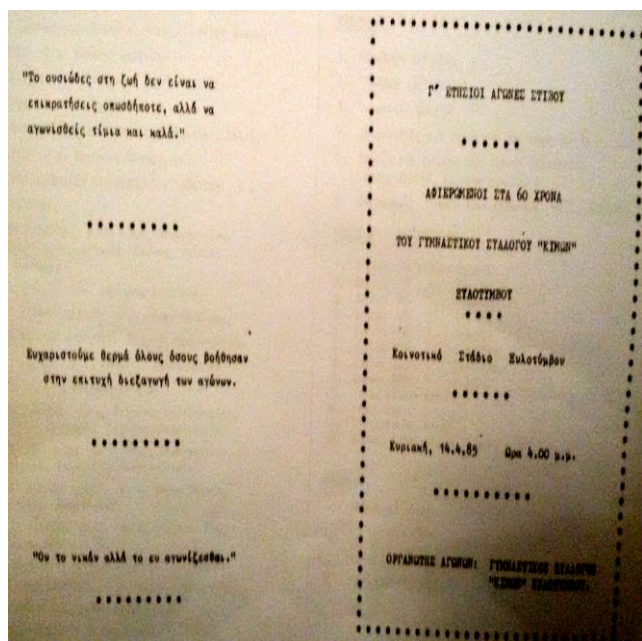 "Το ουσιώδες στη ζωή δεν είναι να
επικρατήσεις οπωσδήποτε, αλλά να
αγωνισθείς τίμια και καλά."
Ευχαριστούμε θερμά όλους όσους βοήθησαν
στην επιτυχή διεξαγωγή των αγώνων.
"Ου το νικάν αλλά το ευ αγωνίζεσθαι."
Γ' ΕΤΗΣΙΟΙ ΑΓΩΝΕΣ ΣΤΙΒΟΥ
ΑΦΙΕΡΩΜΕΝΟΙ ΣΤΑ 60 ΧΡΟΝΑ
ΤΟΥ ΓΥΜΝΑΣΤΙΚΟΥ ΣΥΛΛΟΓΟΥ "ΚΙΜΩΝ"
ΞΥΛΟΤΥΜΒΟΥ
Κοινοτικό Στάδιο Ξυλοτύμβου
Κυριακή, 14.4.85 Ώρα 4.00 μ.μ.
ΟΡΓΑΝΩΤΗΣ ΑΓΩΝΩΝ: ΓΥΜΝΑΣΤΙΚΟΣ ΣΥΛΛΟΓΟΣ
"ΚΙΜΩΝ" ΞΥΛΟΤΥΜΒΟΥ.